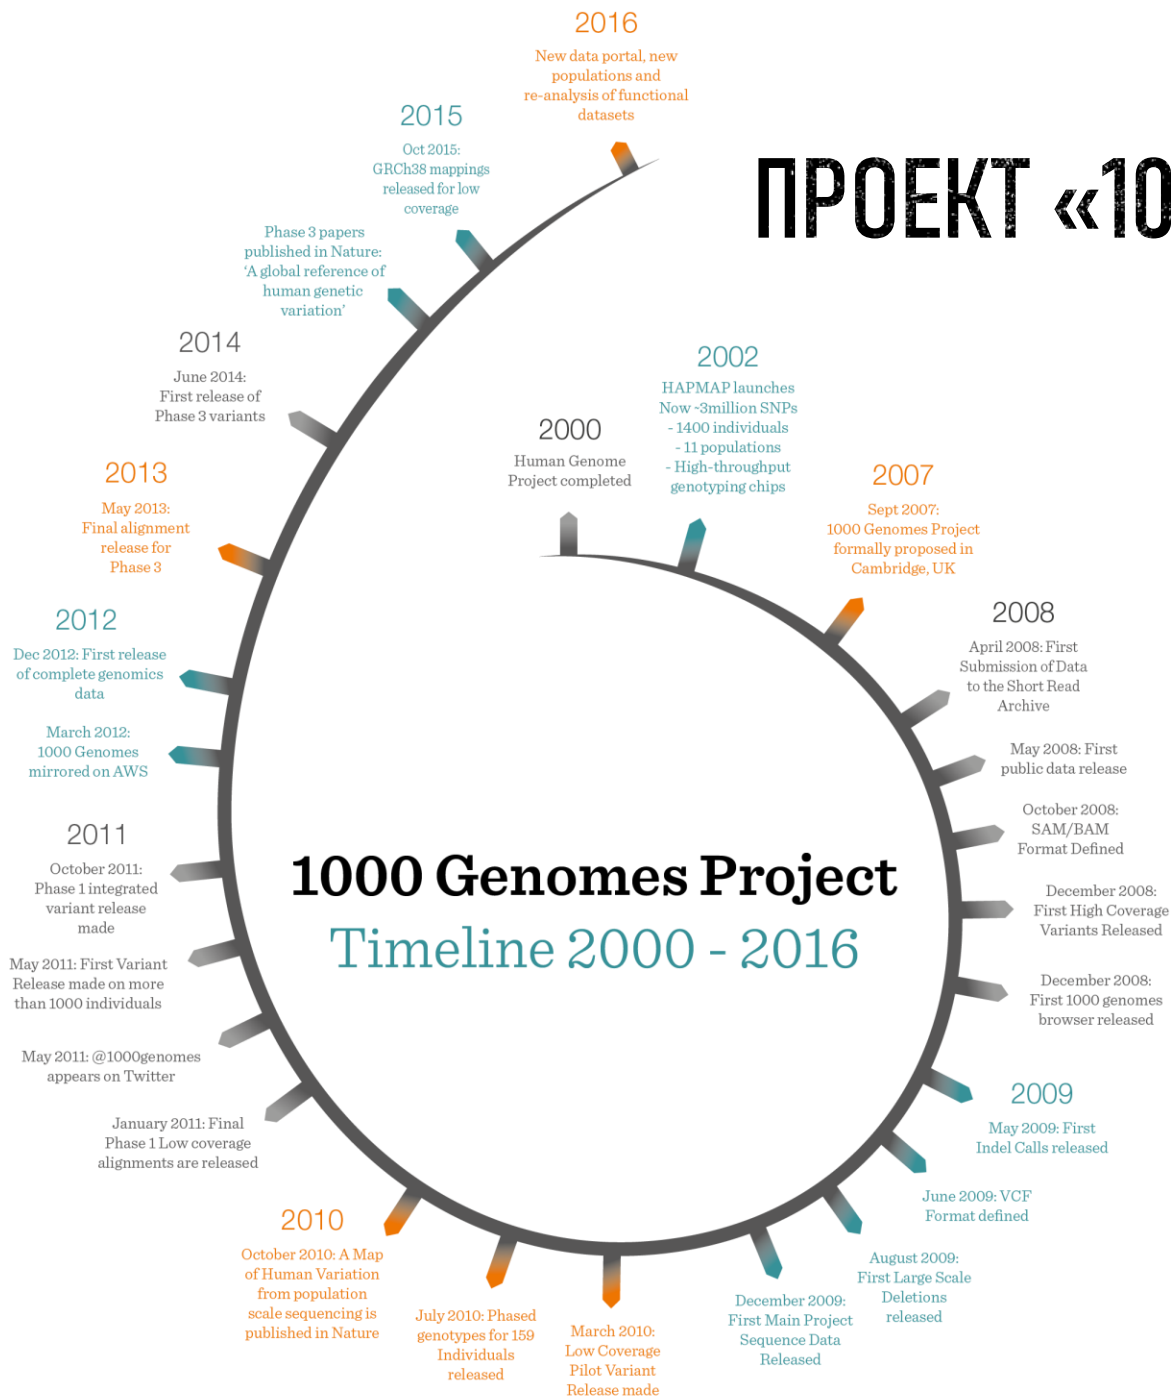 ПРОЕКТ «10
1000 Genomes Project
Timeline 2000 - 2016
2000
Human Genome
Project completed
2002
HAPMAP launches
Now ~3million SNPs
- 1400 individuals
- 11 populations
- High-throughput
genotyping chips
2007
Sept 2007:
1000 Genomes Project
formally proposed in
Cambridge, UK
2008
April 2008: First
Submission of Data
to the Short Read
Archive
May 2008: First
public data release
October 2008:
SAM/BAM
Format Defined
December 2008:
First High Coverage
Variants Released
December 2008:
First 1000 genomes
browser released
2009
May 2009: First
Indel Calls released
June 2009: VCF
Format defined
August 2009:
First Large Scale
Deletions
released
December 2009:
First Main Project
Sequence Data
Released
March 2010:
Low Coverage
Pilot Variant
Release made
July 2010: Phased
genotypes for 159
Individuals
released
2010
October 2010: A Map
of Human Variation
from population
scale sequencing is
published in Nature
January 2011: Final
Phase 1 Low coverage
alignments are released
May 2011: @1000genomes
appears on Twitter
May 2011: First Variant
Release made on more
than 1000 individuals
2011
October 2011:
Phase 1 integrated
variant release
made
March 2012:
1000 Genomes
mirrored on AWS
2012
Dec 2012: First release
of complete genomics
data
2013
May 2013:
Final alignment
release for
Phase 3
2014
June 2014:
First release of
Phase 3 variants
Phase 3 papers
published in Nature:
‘A global reference of
human genetic
variation’
2015
Oct 2015:
GRCh38 mappings
released for low
coverage
2016
New data portal, new
populations and
re-analysis of functional
datasets